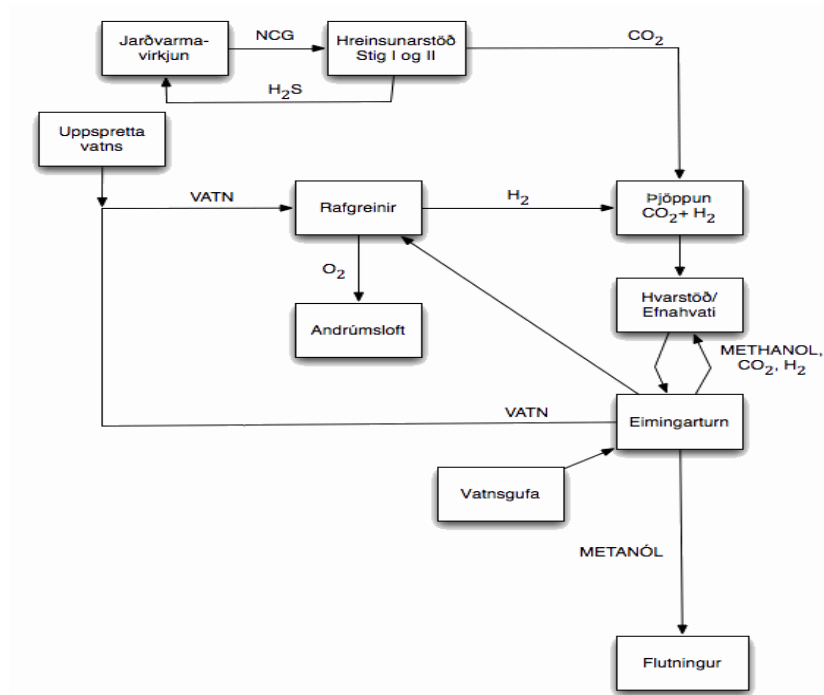 Jarðvarma-
virkjun
NCG
Hreinsunarstöð
Stig I og II
CO2
H2S
Uppspretta
vatns
VATN
Rafgreinir
H2
Þjöppun
CO2+ H2
O2
Hvarstöð/
Efnahvati
Andrúmsloft
METHANOL,
CO2, H2
VATN
Eimingarturn
Vatnsgufa
METANÓL
Flutningur